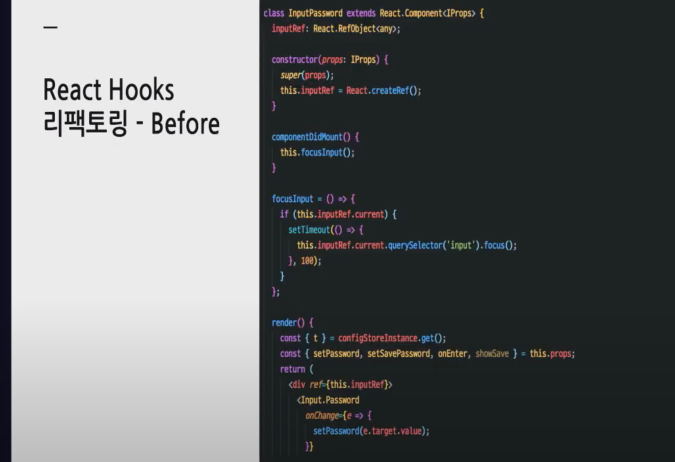 React Hooks
리팩토링 - Before
class InputPassword extends React.Component<IProps> {
inputRef: React.RefObject<any>;
constructor(props: IProps) {
super(props);
this.inputRef = React.createRef();
}
componentDidMount() {
this.focusInput();
}
focusInput = () => {
if (this.inputRef.current) {
setTimeout(() => {
this.inputRef.current.querySelector('input').focus();
}, 100);
}
};
render() {
const { t } = configStoreInstance.get();
const { setPassword, setSavePassword, onEnter, showSave } = this.props;
return (
<div ref={this.inputRef}>
<Input.Password
onChange={e => {
setPassword(e.target.value);
}}